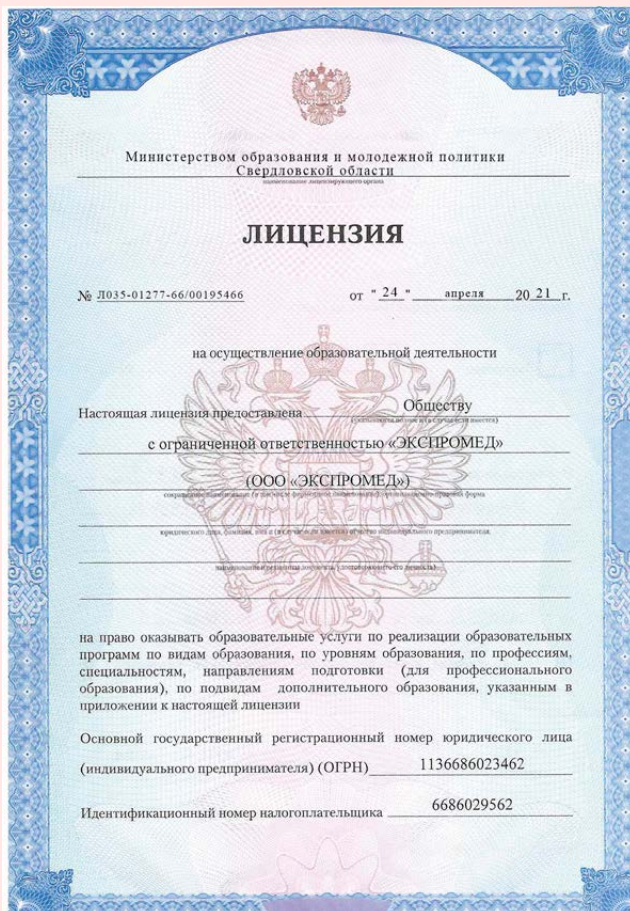 Министерством образования и молодежной политики
Свердловской области
наименование лицензирующего органа
ЛИЦЕНЗИЯ
№ Л035-01277-66/00195466 от " 24 " апреля 20 21 г.
на осуществление образовательной деятельности
Настоящая лицензия предоставлена Обществу
с ограниченной ответственностью «ЭКСПРОМЕД»
(ООО «ЭКСПРОМЕД»)
на право оказывать образовательные услуги по реализации образовательных
программ по видам образования, по уровням образования, по профессиям,
специальностям, направлениям подготовки (для профессионального
образования), по подвидам дополнительного образования, указанным в
приложении к настоящей лицензии
Основной государственный регистрационный номер юридического лица
(индивидуального предпринимателя) (ОГРН) 1136686023462
Идентификационный номер налогоплательщика 6686029562